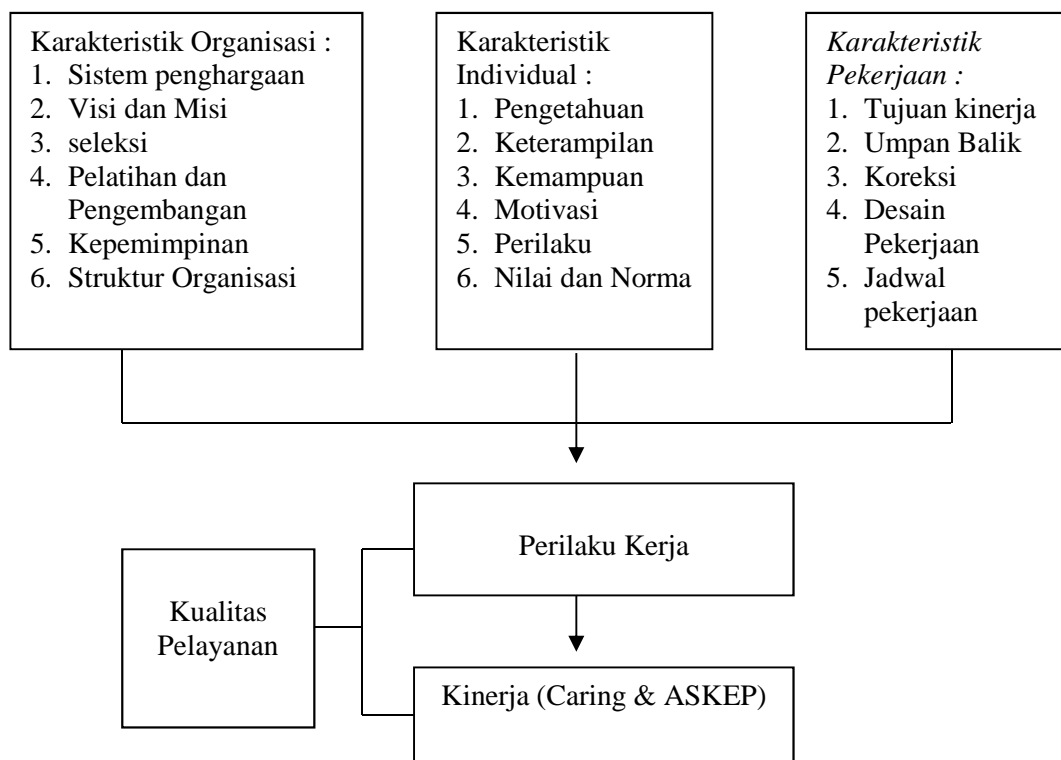 Karakteristik Organisasi :
1. Sistem penghargaan
2. Visi dan Misi
3. seleksi
4. Pelatihan dan
Pengembangan
5. Kepemimpinan
6. Struktur Organisasi
Karakteristik
Individual :
1. Pengetahuan
2. Keterampilan
3. Kemampuan
4. Motivasi
5. Perilaku
6. Nilai dan Norma
Karakteristik
Pekerjaan :
1. Tujuan kinerja
2. Umpan Balik
3. Koreksi
4. Desain
Pekerjaan
5. Jadwal
pekerjaan
Perilaku Kerja
Kualitas
Pelayanan
Kinerja (Caring & ASKEP)